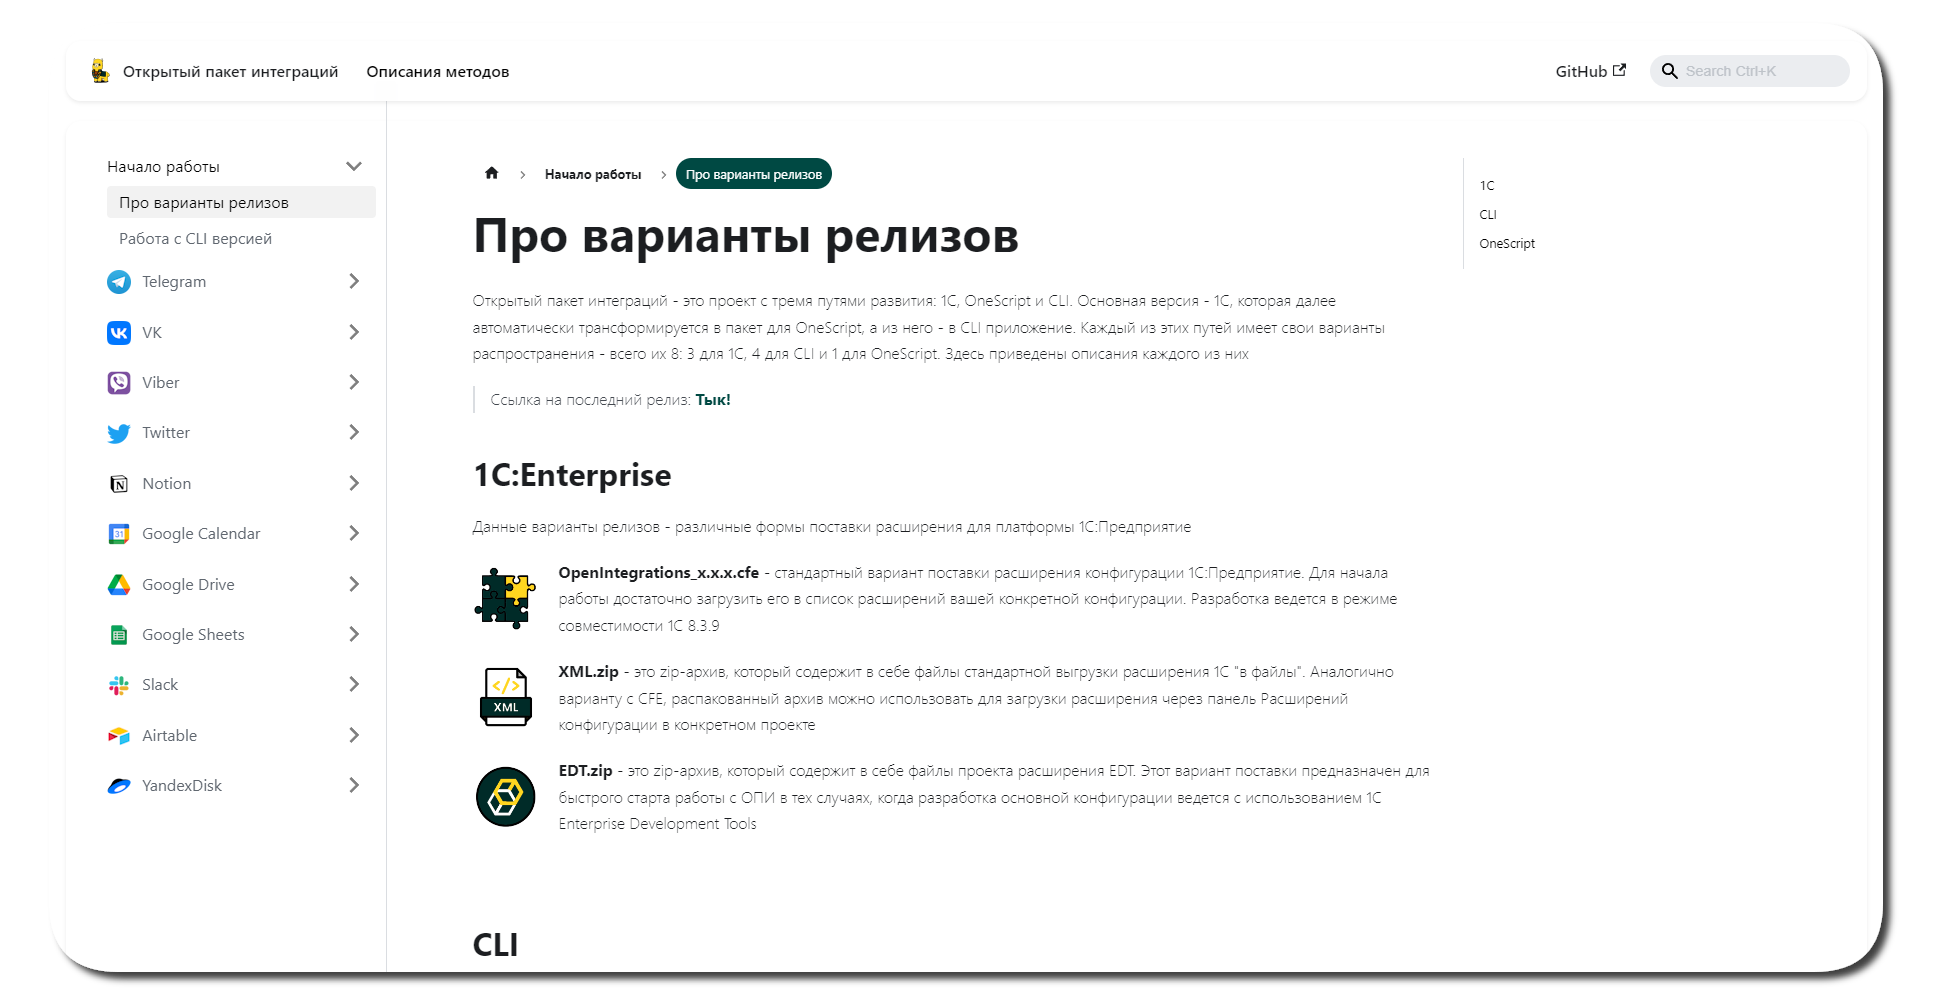 Открытый пакет интеграций
Описания методов
GitHub
Search Ctrl+K
Начало работы
Про варианты релизов
Работа с CLI версией
Telegram
VK
Viber
Twitter
Notion
31
Google Calendar
Google Drive
Google Sheets
Slack
Airtable
YandexDisk
Начало работы
Про варианты релизов
Про варианты релизов
Открытый пакет интеграций - это проект с тремя путями развития: 1С, OneScript и CLI. Основная версия - 1С, которая далее
автоматически трансформируется в пакет для OneScript, а из него - в CLI приложение. Каждый из этих путей имеет свои варианты
распространения - всего их 8: 3 для 1С, 4 для CLI и 1 для OneScript. Здесь приведены описания каждого из них
Ссылка на последний релиз: Тык!
1C:Enterprise
Данные варианты релизов - различные формы поставки расширения для платформы 1С:Предприятие
OpenIntegrations_x.x.x.cfe - стандартный вариант поставки расширения конфигурации 1С:Предприятие. Для начала
работы достаточно загрузить его в список расширений вашей конкретной конфигурации. Разработка ведется в режиме
совместимости 1С 8.3.9
XML
XML.zip - это zip-архив, который содержит в себе файлы стандартной выгрузки расширения 1С "в файлы". Аналогично
варианту с CFE, распакованный архив можно использовать для загрузки расширения через панель Расширений
конфигурации в конкретном проекте
EDT.zip - это zip-архив, который содержит в себе файлы проекта расширения EDT. Этот вариант поставки предназначен для
быстрого старта работы с ОПИ в тех случаях, когда разработка основной конфигурации ведется с использованием 1С
Enterprise Development Tools
CLI
1С
CLI
OneScript